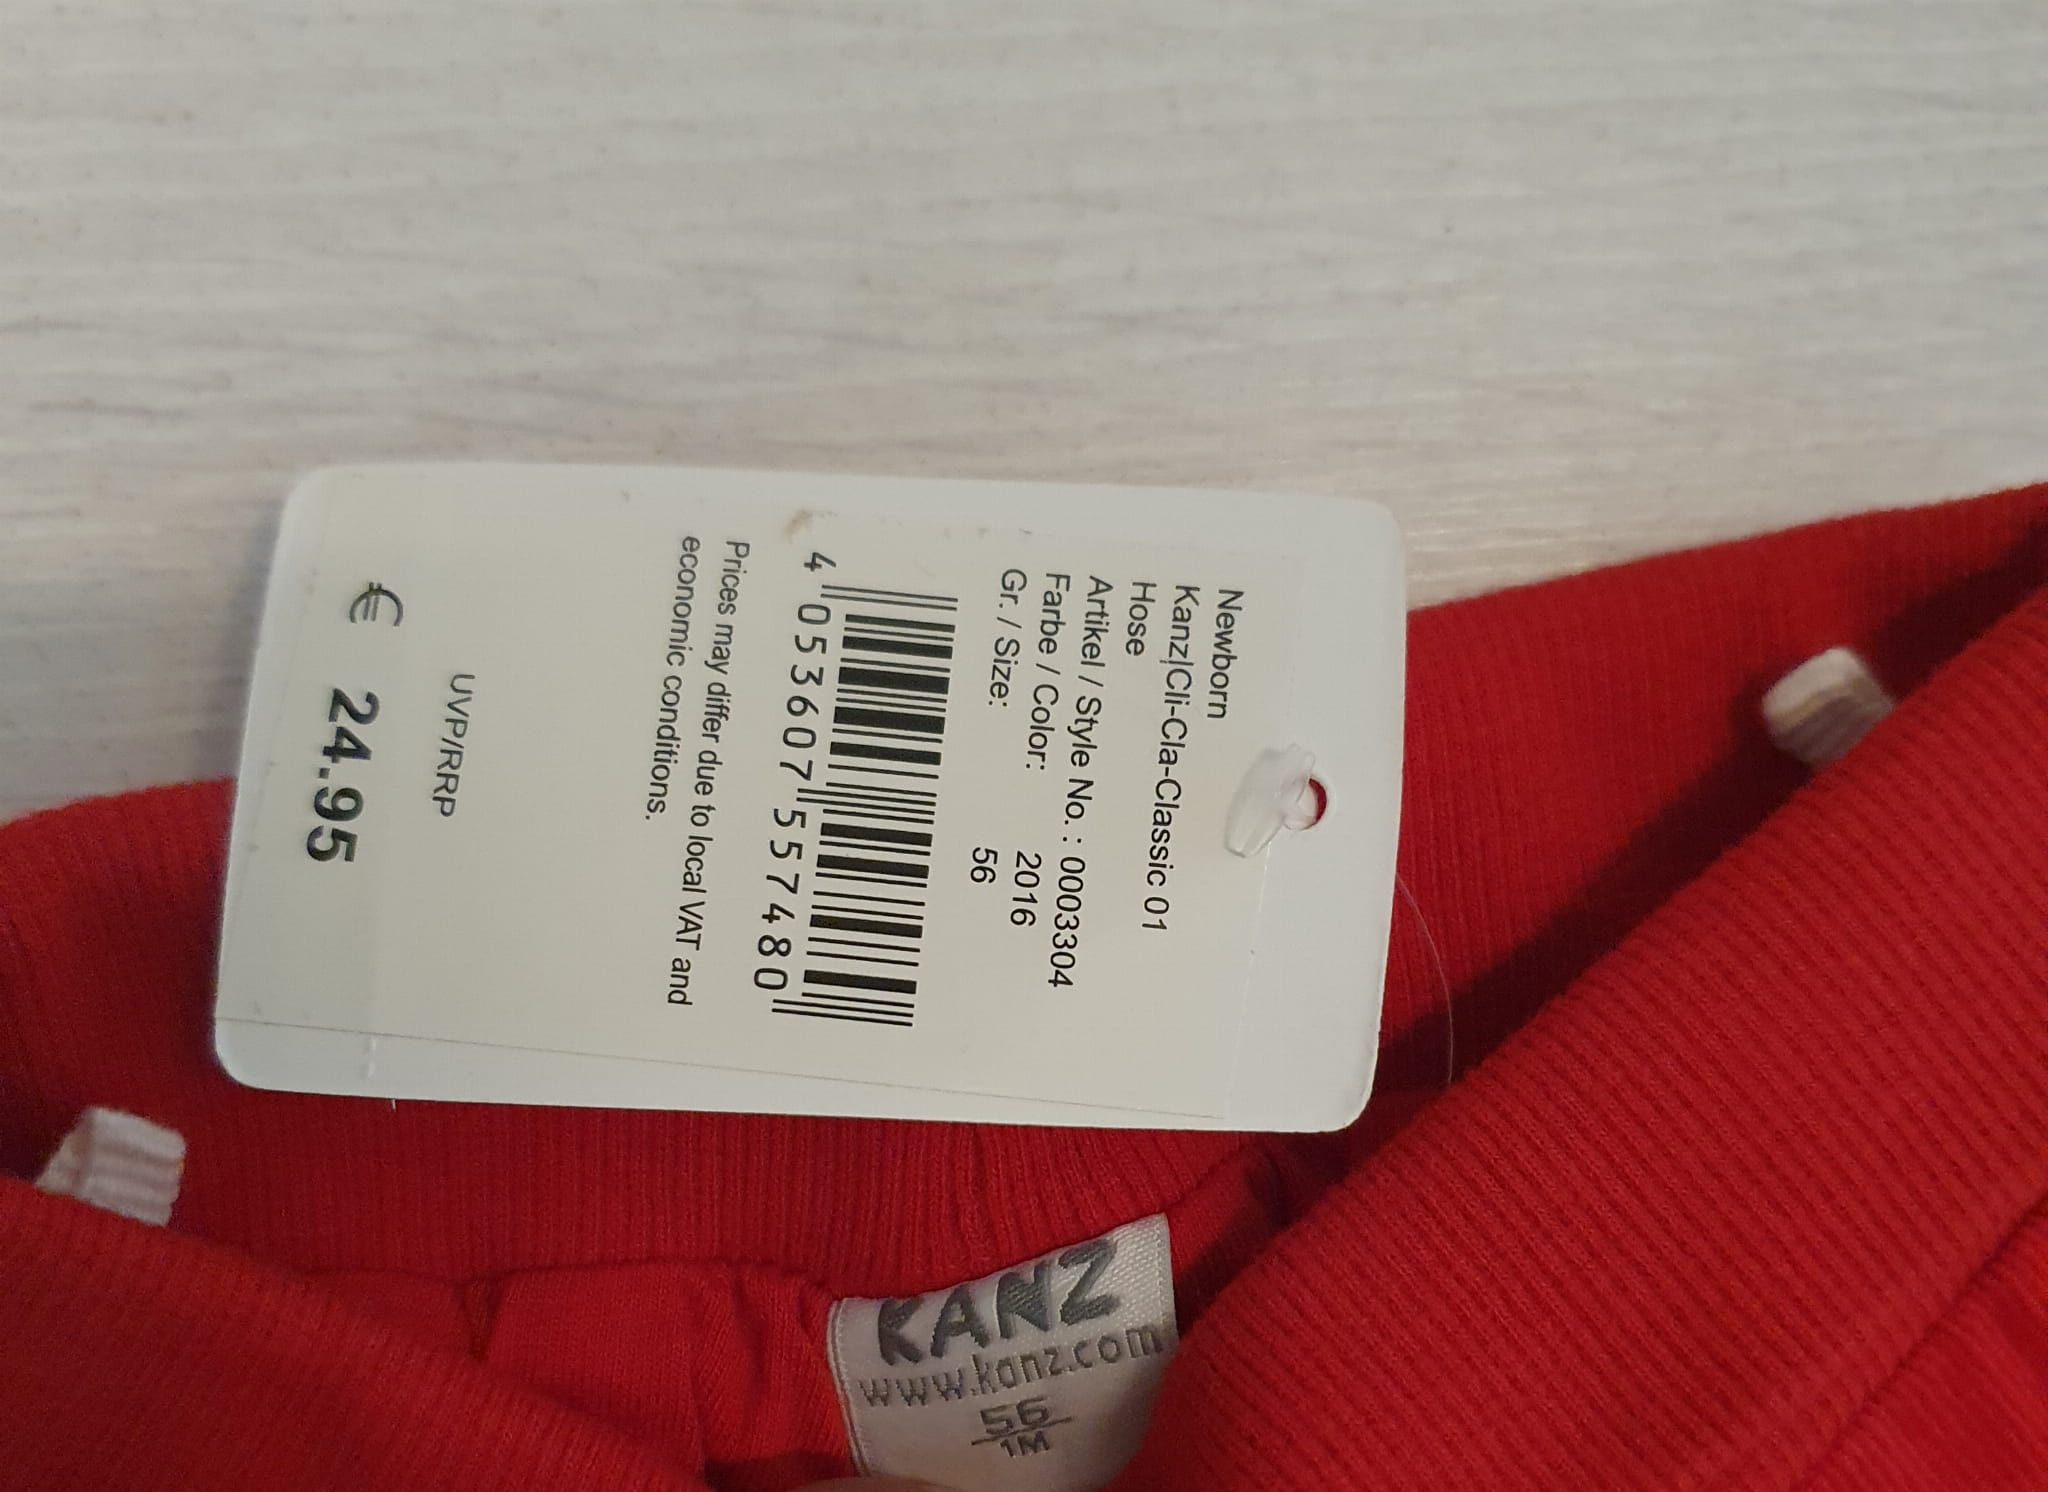 Newborn
Kanz|Cli-Cla-Classic 01
Hose
Artikel / Style No.: 0003304
Farbe / Color: 2016
Gr. / Size: 56
4 053607 557480
Prices may differ due to local VAT and
economic conditions.
UVP/RRP
€ 24.95
KANZ
www.kanz.com
56
1M